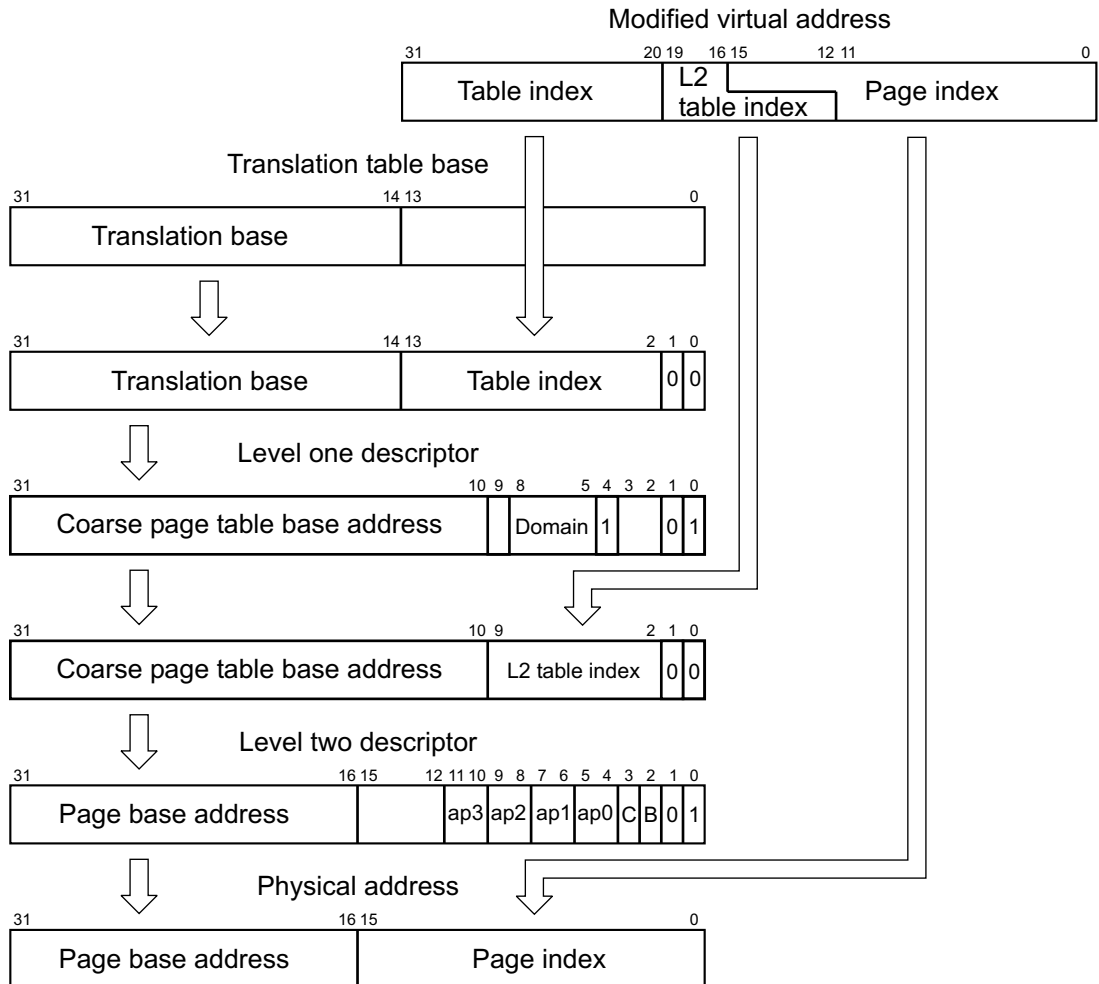 Modified virtual address
31 20 19 16 15 12 11 0
Table index L2 table index Page index
Translation table base
31 14 13 0
Translation base
31 14 13 2 1 0
Translation base Table index 0 0
Level one descriptor
31 10 9 8 5 4 3 2 1 0
Coarse page table base address Domain 1 0 1
31 10 9 2 1 0
Coarse page table base address L2 table index 0 0
Level two descriptor
31 16 15 12 11 10 9 8 7 6 5 4 3 2 1 0
Page base address ap3 ap2 ap1 ap0 C B 0 1
Physical address
31 16 15 0
Page base address Page index